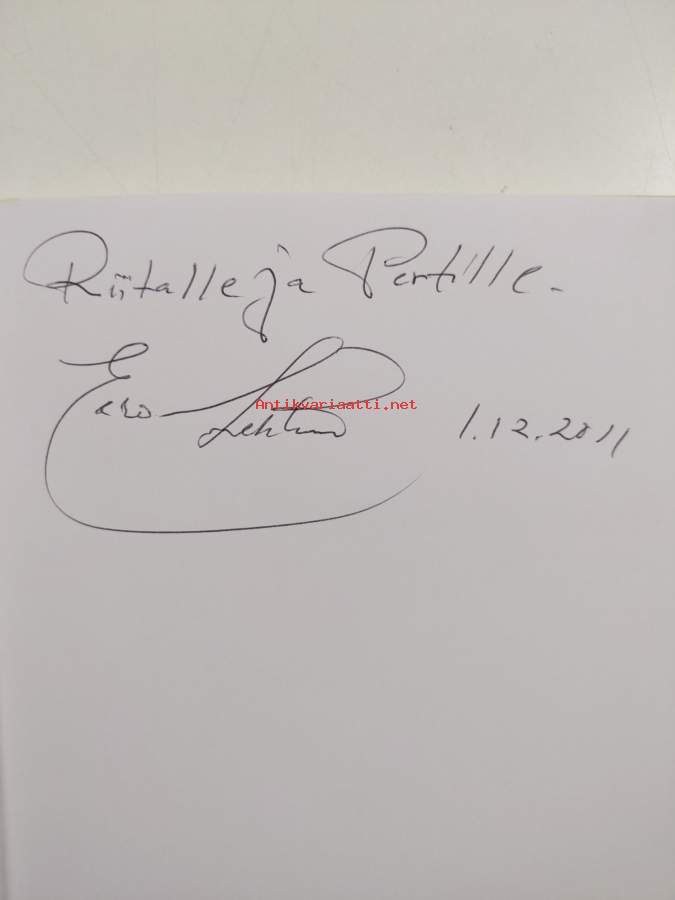 Riitalle ja Pertille.
Eero Lehtinen 1.12.2011
Antikvariaatti.net